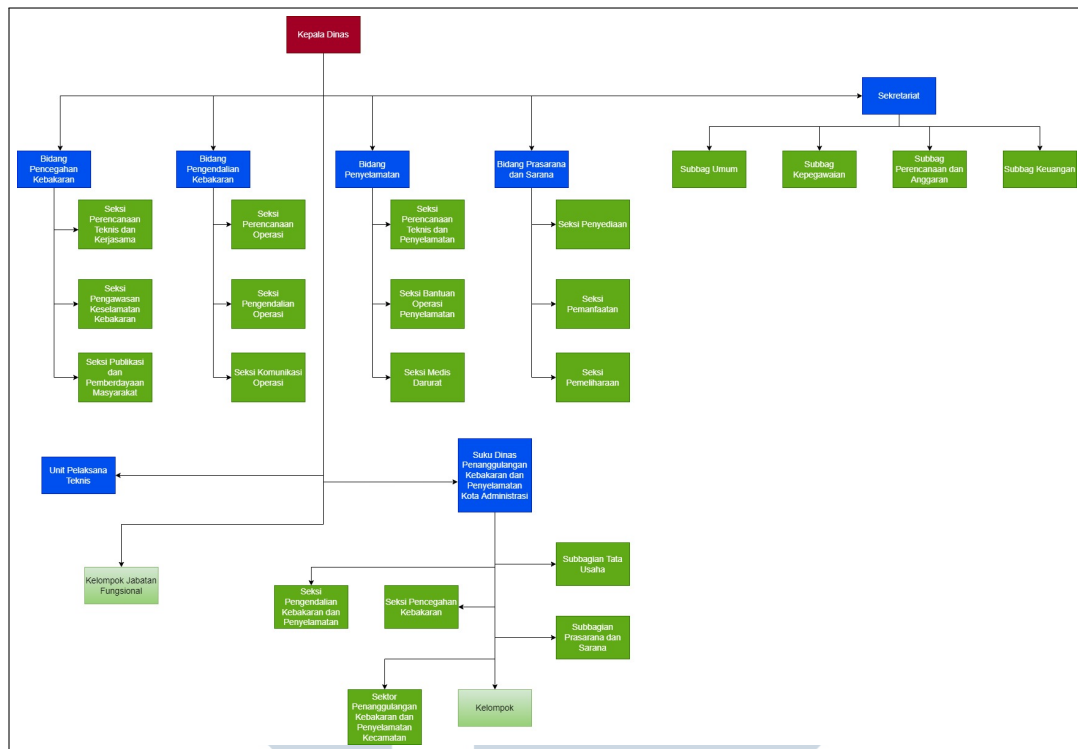 Kepala Dinas
Sekretariat
Bidang
Pencegahan
Kebakaran
Bidang
Pengendalian
Kebakaran
Bidang
Penyelamatan
Bidang Prasarana
dan Sarana
Subbag Umum
Subbag
Kepegawaian
Subbag
Perencanaan dan
Anggaran
Subbag Keuangan
Seksi
Perencanaan
Teknis dan
Kerjasama
Seksi
Perencanaan
Operasi
Seksi
Perencanaan
Teknis dan
Penyelamatan
Seksi Penyediaan
Seksi
Pengawasan
Keselamatan
Kebakaran
Seksi
Pengendalian
Operasi
Seksi Bantuan
Operasi
Penyelamatan
Seksi
Pemanfaatan
Seksi Publikasi
dan
Pemberdayaan
Masyarakat
Seksi Komunikasi
Operasi
Seksi Medis
Darurat
Seksi
Pemeliharaan
Unit Pelaksana
Teknis
Suku Dinas
Penanggulangan
Kebakaran dan
Penyelamatan
Kota Administrasi
Kelompok Jabatan
Fungsional
Seksi
Pengendalian
Kebakaran dan
Penyelamatan
Seksi Pencegahan
Kebakaran
Subbagian Tata
Usaha
Subbagian
Prasarana dan
Sarana
Sektor
Penanggulangan
Kebakaran dan
Penyelamatan
Kecamatan
Kelompok